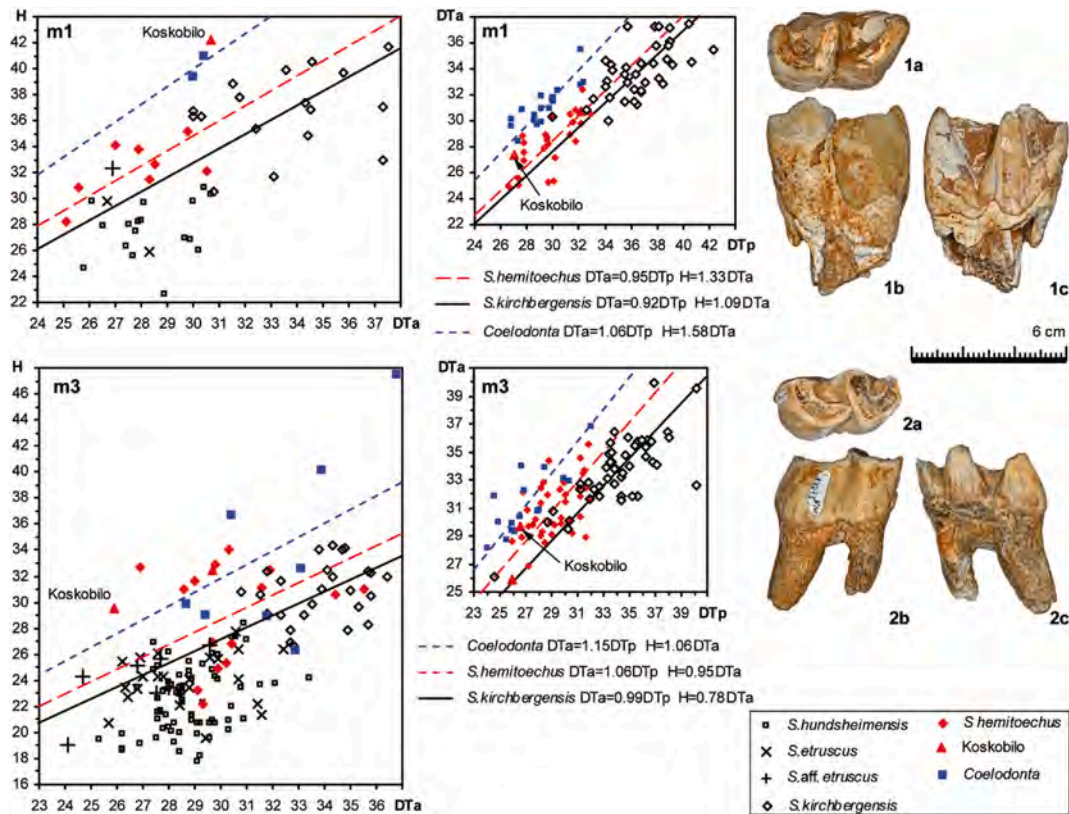 H
m1
Koskobilo
42
40
38
36
34
32
30
28
26
24
22
24 25 26 27 28 29 30 31 32 33 34 35 36 37 DTa
DTa
m1
42
40
38
36
34
32
30
28
26
24
22
Koskobilo
24 26 28 30 32 34 36 38 40 42 DTp
S.hemitoechus DTa=0.95DTp H=1.33DTa
S.kirchbergensis DTa=0.92DTp H=1.09DTa
Coelodonta DTa=1.06DTp H=1.58DTa
1a
1b
1c
6 cm
H
m3
46
44
42
40
38
36
34
32
30
28
26
24
22
20
18
16
Koskobilo
23 24 25 26 27 28 29 30 31 32 33 34 35 36 DTa
DTa
m3
39
37
35
33
31
29
27
25
Koskobilo
23 25 27 29 31 33 35 37 39 DTp
Coelodonta DTa=1.15DTp H=1.06DTa
S.hemitoechus DTa=1.06DTp H=0.95DTa
S.kirchbergensis DTa=0.99DTp H=0.78DTa
2a
2b
2c
S.hundsheimensis
S.etruscus
S.aff.etruscus
S.kirchbergensis
S hemitoechus
Koskobilo
Coelodonta